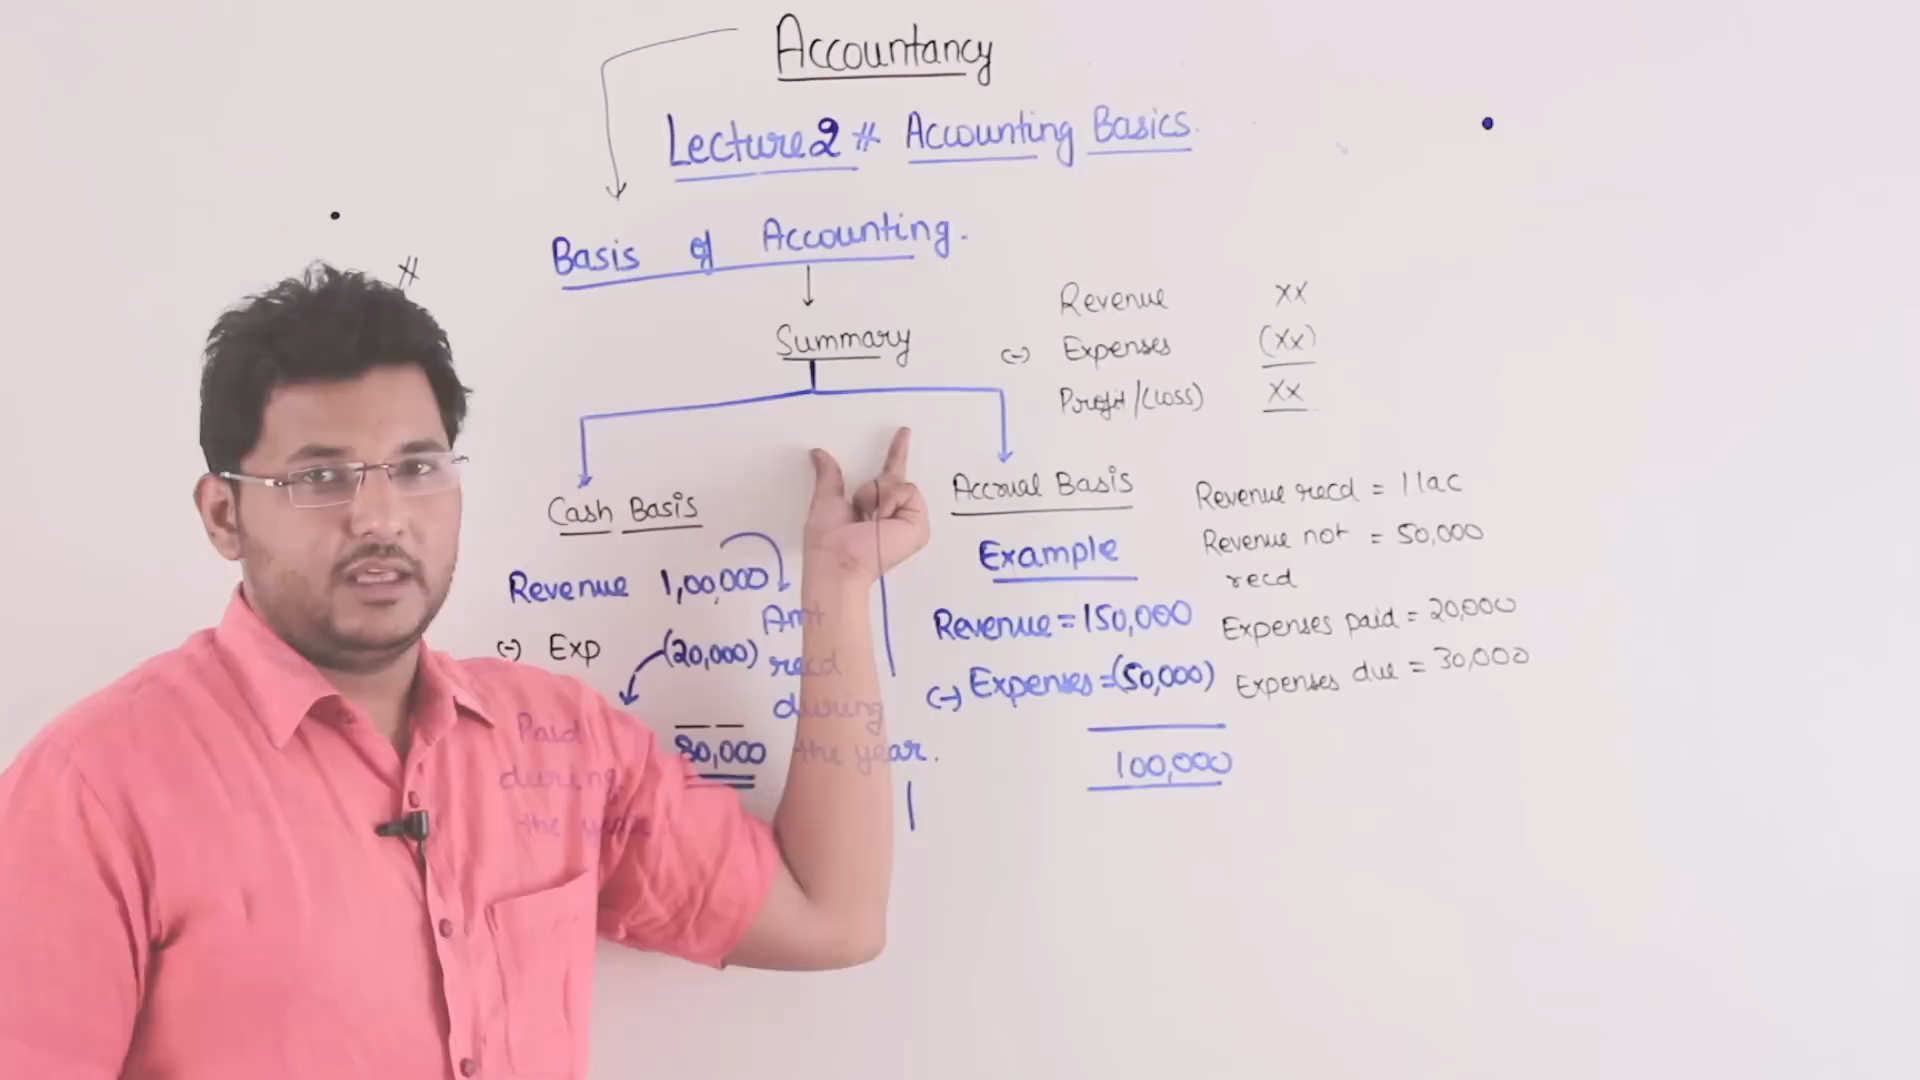 Accountancy
Lecture 2 # Accounting Basics.
Basis of Accounting.
#
Summary
Revenue XX
(-) Expenses (XX)
Profit/(Loss) XX
Cash Basis
Revenue 1,00,000
(-) Exp (20,000)
80,000
Amt
recd
during
the year.
Paid
during
the year
Accrual Basis
Example
Revenue = 150,000
(-) Expenses = (50,000)
100,000
Revenue recd = 1 lac
Revenue not = 50,000
recd
Expenses paid = 20,000
Expenses due = 30,000